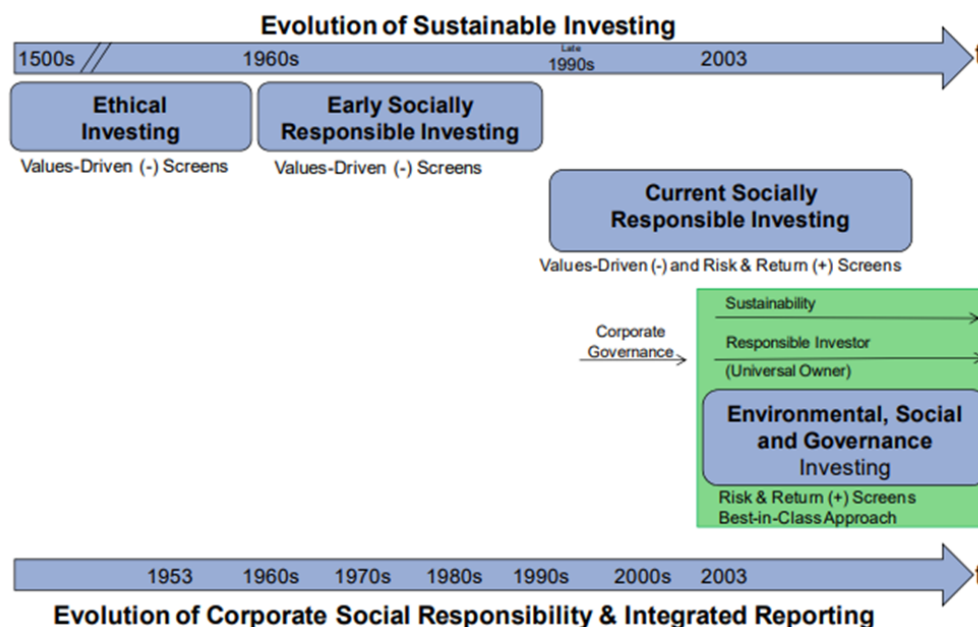 Evolution of Sustainable Investing
1500s
1960s
Late
1990s
2003
t
Ethical
Investing
Values-Driven (-) Screens
Early Socially
Responsible Investing
Values-Driven (-) Screens
Current Socially
Responsible Investing
Values-Driven (-) and Risk & Return (+) Screens
Corporate
Governance
Sustainability
Responsible Investor
(Universal Owner)
Environmental, Social
and Governance
Investing
Risk & Return (+) Screens
Best-in-Class Approach
1953
1960s
1970s
1980s
1990s
2000s
2003
t
Evolution of Corporate Social Responsibility & Integrated Reporting